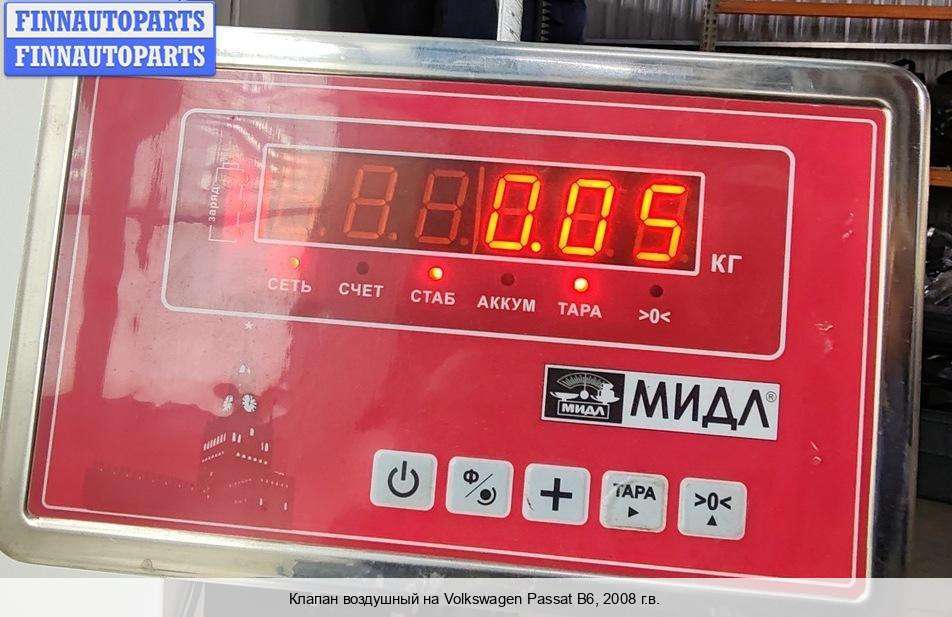 FINNAUTOPARTS
FINNAUTOPARTS
заряд
0.05
КГ
СЕТЬ СЧЕТ СТАБ АККУМ ТАРА >0<
МИДЛ МИДЛ®
Ф
ТАРА >0<
Клапан воздушный на Volkswagen Passat B6, 2008 г.в.